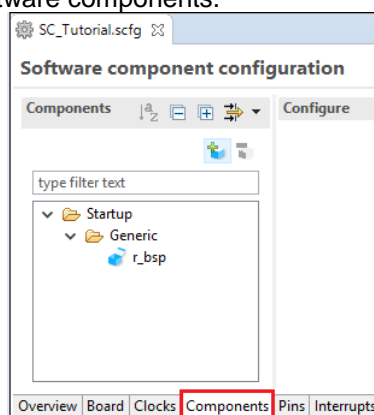 ware components.
SC_Tutorial.scfg
Software component configuration
Components
Configure
type filter text
Startup
Generic
r_bsp
Overview Board Clocks Components Pins Interrupts